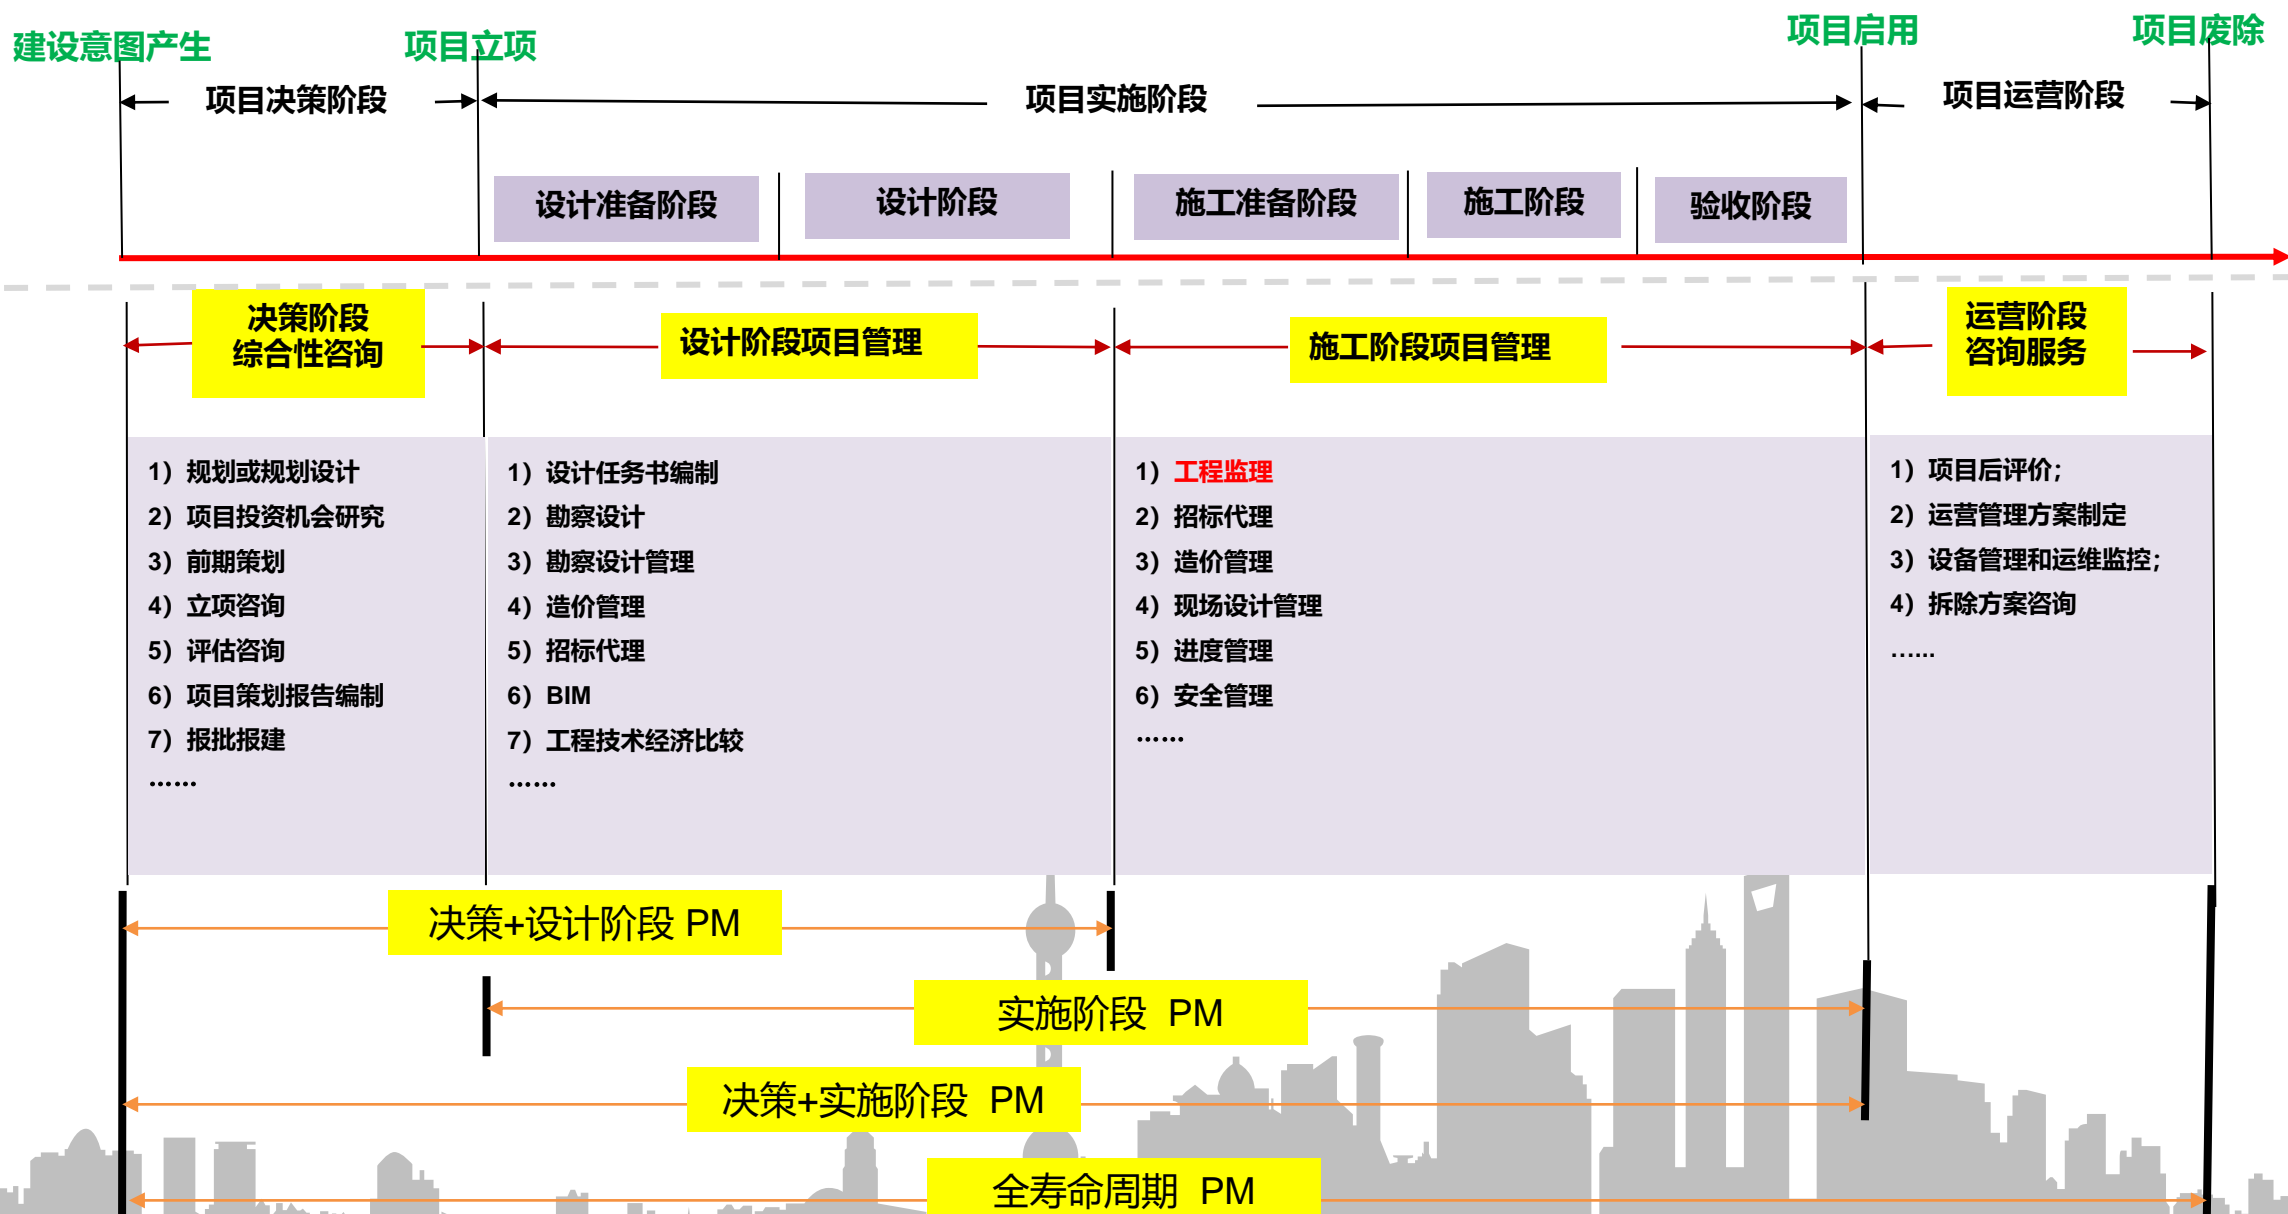 建设意图产生
项目立项
项目启用
项目废除
项目决策阶段
项目实施阶段
项目运营阶段
设计准备阶段
设计阶段
施工准备阶段
施工阶段
验收阶段
决策阶段
综合性咨询
设计阶段项目管理
施工阶段项目管理
运营阶段
咨询服务
1）规划或规划设计
2）项目投资机会研究
3）前期策划
4）立项咨询
5）评估咨询
6）项目策划报告编制
7）报批报建
……
1）设计任务书编制
2）勘察设计
3）勘察设计管理
4）造价管理
5）招标代理
6）BIM
7）工程技术经济比较
……
1）工程监理
2）招标代理
3）造价管理
4）现场设计管理
5）进度管理
6）安全管理
……
1）项目后评价；
2）运营管理方案制定
3）设备管理和运维监控；
4）拆除方案咨询
…...
决策+设计阶段 PM
实施阶段 PM
决策+实施阶段 PM
全寿命周期 PM